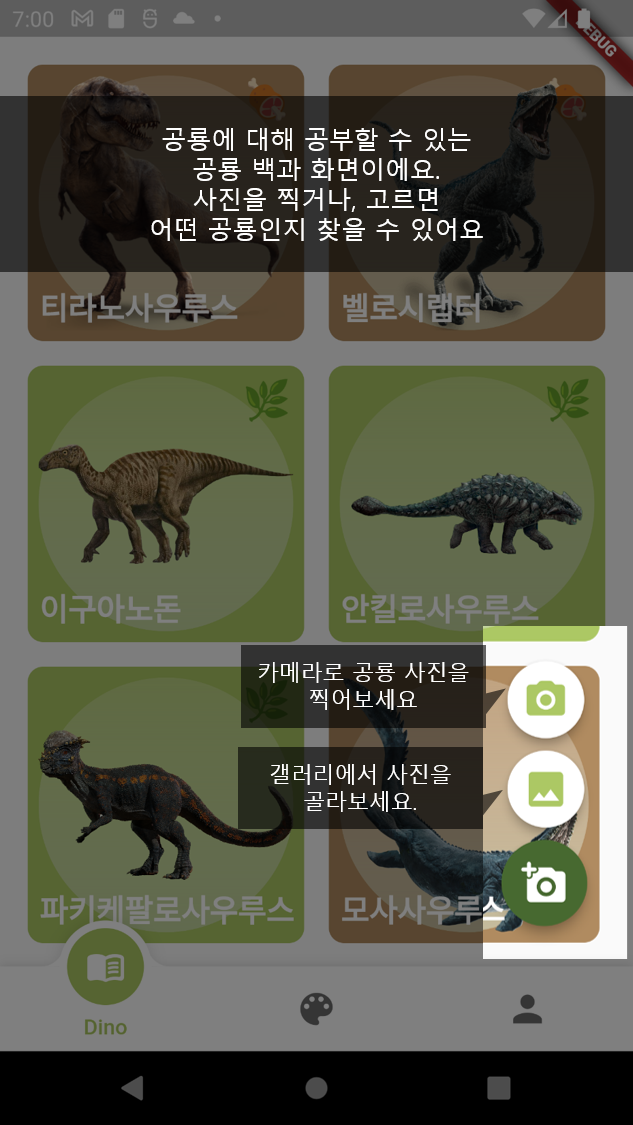 7:00
DEBUG
공룡에 대해 공부할 수 있는
공룡 백과 화면이에요.
사진을 찍거나, 고르면
어떤 공룡인지 찾을 수 있어요
티라노사우루스
벨로시랩터
이구아노돈
안킬로사우루스
카메라로 공룡 사진을
찍어보세요
갤러리에서 사진을
골라보세요.
파키케팔로사우루스
모사사우루스
Dino